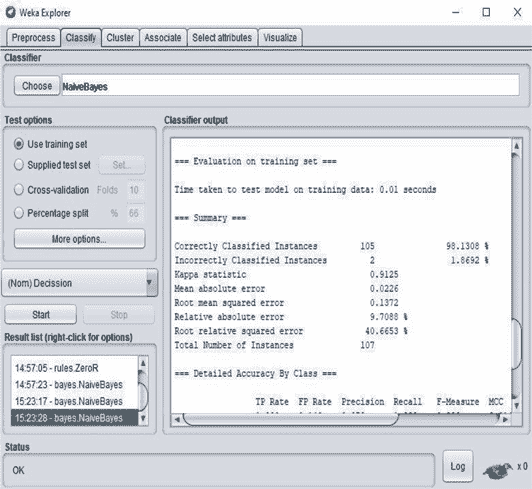 Weka Explorer
Preprocess Classify Cluster Associate Select attributes Visualize
Classifier
Choose NaiveBayes
Test options
Use training set
Supplied test set Set...
Cross-validation Folds 10
Percentage split % 66
More options...
(Nom) Decission
Start Stop
Result list (right-click for options)
14:57:05 - rules.ZeroR
14:57:23 - bayes.NaiveBayes
15:23:17 - bayes.NaiveBayes
15:23:28 - bayes.NaiveBayes
Classifier output
=== Evaluation on training set ===
Time taken to test model on training data: 0.01 seconds
=== Summary ===
Correctly Classified Instances 105 98.1308 %
Incorrectly Classified Instances 2 1.8692 %
Kappa statistic 0.9125
Mean absolute error 0.0226
Root mean squared error 0.1372
Relative absolute error 9.7088 %
Root relative squared error 40.6653 %
Total Number of Instances 107
=== Detailed Accuracy By Class ===
TP Rate FP Rate Precision Recall F-Measure MCC
Status
OK
Log
x 0